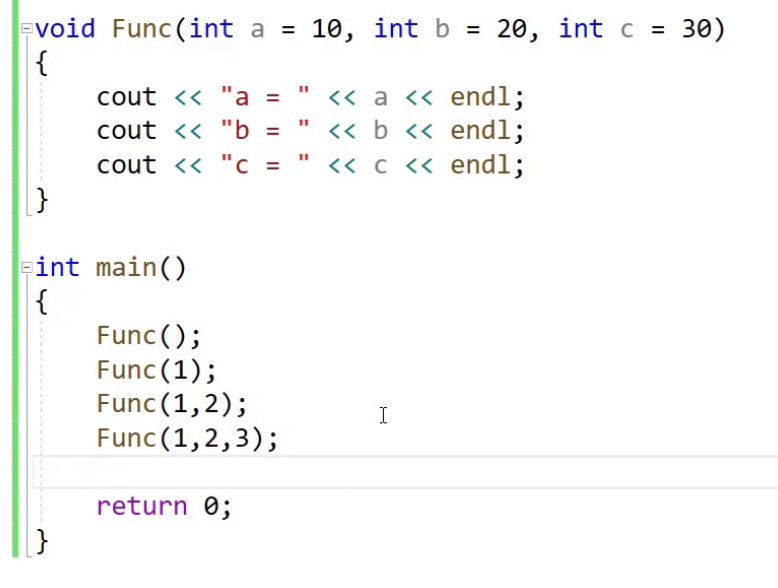 void Func(int a = 10, int b = 20, int c = 30)
{
    cout << "a = " << a << endl;
    cout << "b = " << b << endl;
    cout << "c = " << c << endl;
}
int main()
{
    Func();
    Func(1);
    Func(1,2);
    Func(1,2,3);
    return 0;
}